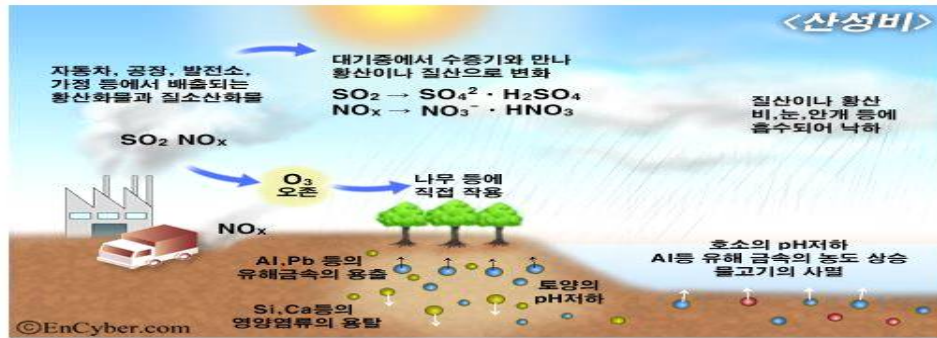 <산성비>
자동차, 공장, 발전소,
가정 등에서 배출되는
황산화물과 질소산화물
SO₂ NOₓ
대기중에서 수증기와 만나
황산이나 질산으로 변화
SO₂ → SO₄² · H₂SO₄
NOₓ → NO₃⁻ · HNO₃
질산이나 황산
비,눈,안개 등에
흡수되어 낙하
O₃
오존
나무 등에
직접 작용
NOₓ
Al,Pb 등의
유해금속의 용출
Si,Ca등의
영양염류의 용탈
토양의
pH저하
호소의 pH저하
Al등 유해 금속의 농도 상승
물고기의 사멸
©EnCyber.com